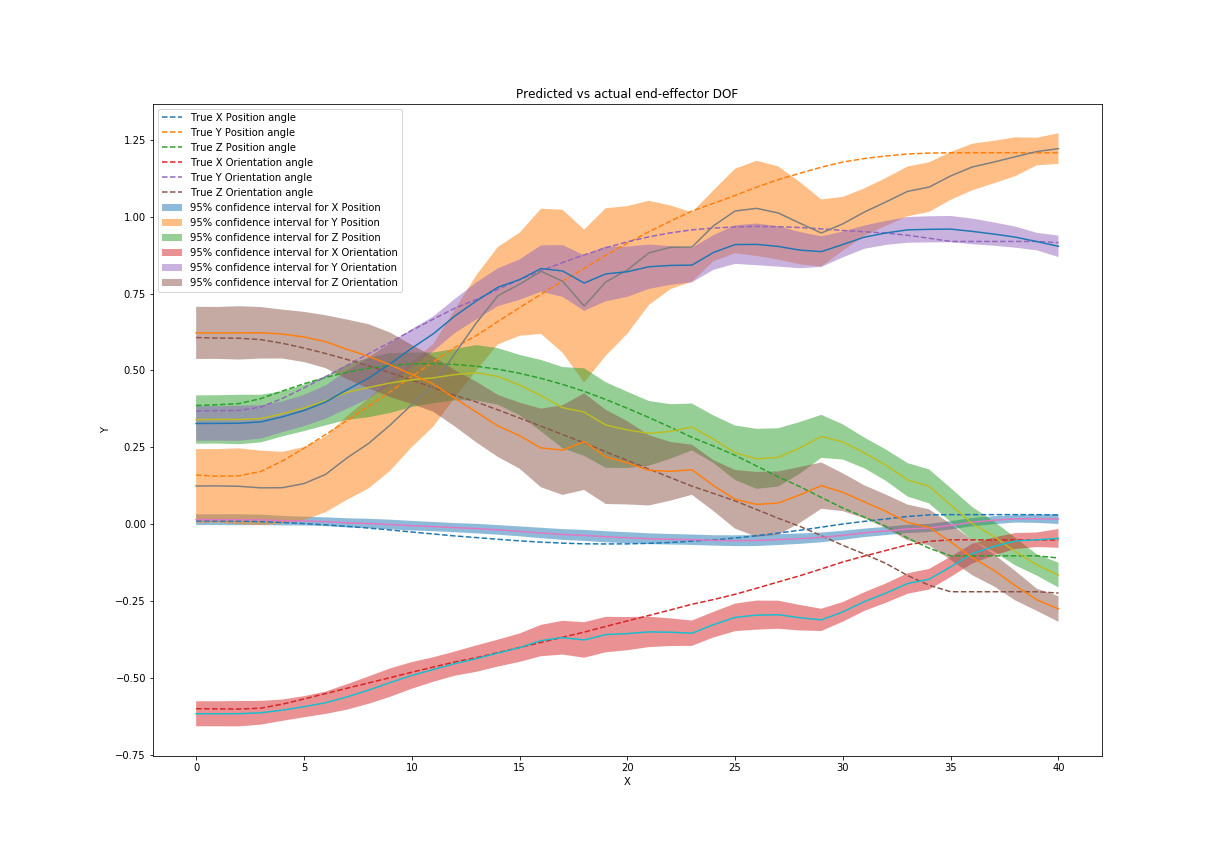 Predicted vs actual end-effector DOF
True X Position angle
True Y Position angle
True Z Position angle
True X Orientation angle
True Y Orientation angle
True Z Orientation angle
95% confidence interval for X Position
95% confidence interval for Y Position
95% confidence interval for Z Position
95% confidence interval for X Orientation
95% confidence interval for Y Orientation
95% confidence interval for Z Orientation
1.25
1.00
0.75
0.50
0.25
0.00
−0.25
−0.50
−0.75
Y
0 5 10 15 20 25 30 35 40
X